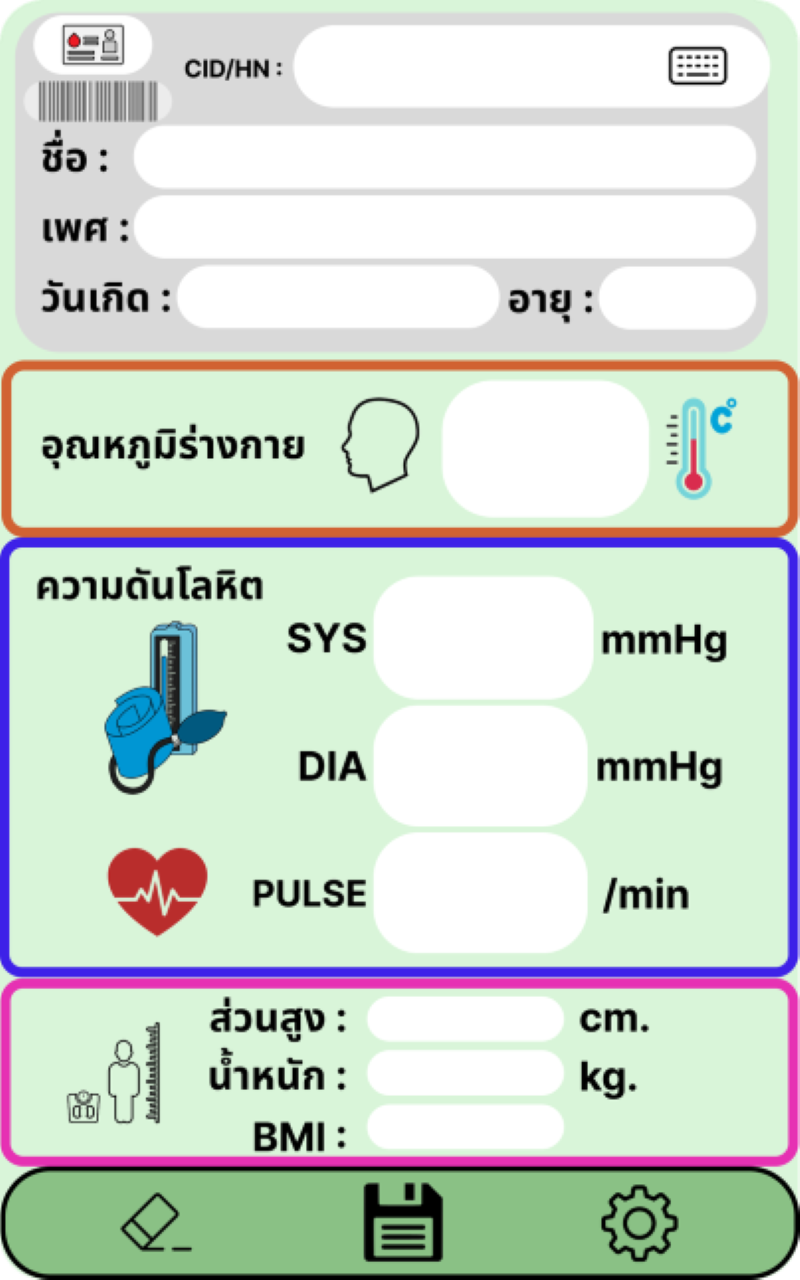 CID/HN :
ชื่อ :
เพศ :
วันเกิด : อายุ :
อุณหภูมิร่างกาย C°
ความดันโลหิต
SYS mmHg
DIA mmHg
PULSE /min
ส่วนสูง : cm.
น้ำหนัก : kg.
BMI :